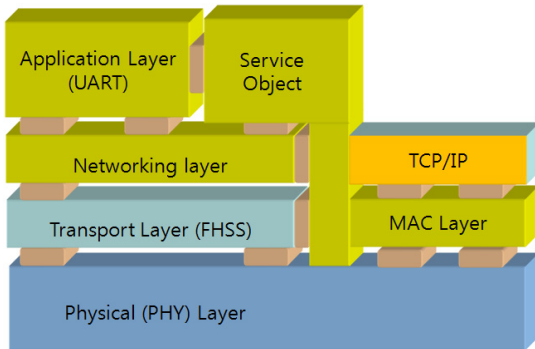 Application Layer
(UART)
Service
Object
Networking layer
TCP/IP
Transport Layer (FHSS)
MAC Layer
Physical (PHY) Layer